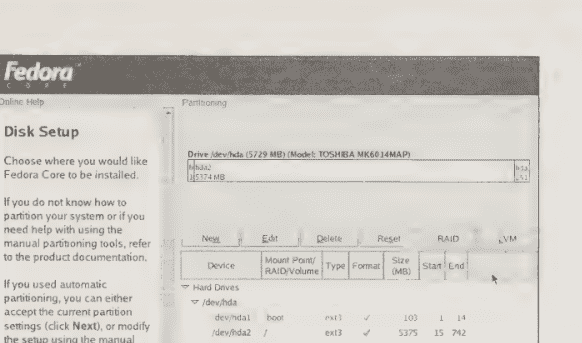 Fedora
CORE
Online Help
Disk Setup
Choose where you would like
Fedora Core to be installed.
If you do not know how to
partition your system or if you
need help with using the
manual partitioning tools, refer
to the product documentation.
If you used automatic
partitioning, you can either
accept the current partition
settings (click Next), or modify
the setup using the manual
Partitioning
Drive /dev/hda (5729 MB) (Model: TOSHIBA MK6014MAP)
hda2
5374 MB
New Edit Delete Reset RAID LVM
Device Mount Point/ RAID/Volume Type Format Size (MB) Start End
Hard Drives
/dev/hda
/dev/hda1 /boot ext3 ✓ 103 1 14
/dev/hda2 / ext3 ✓ 5375 15 742